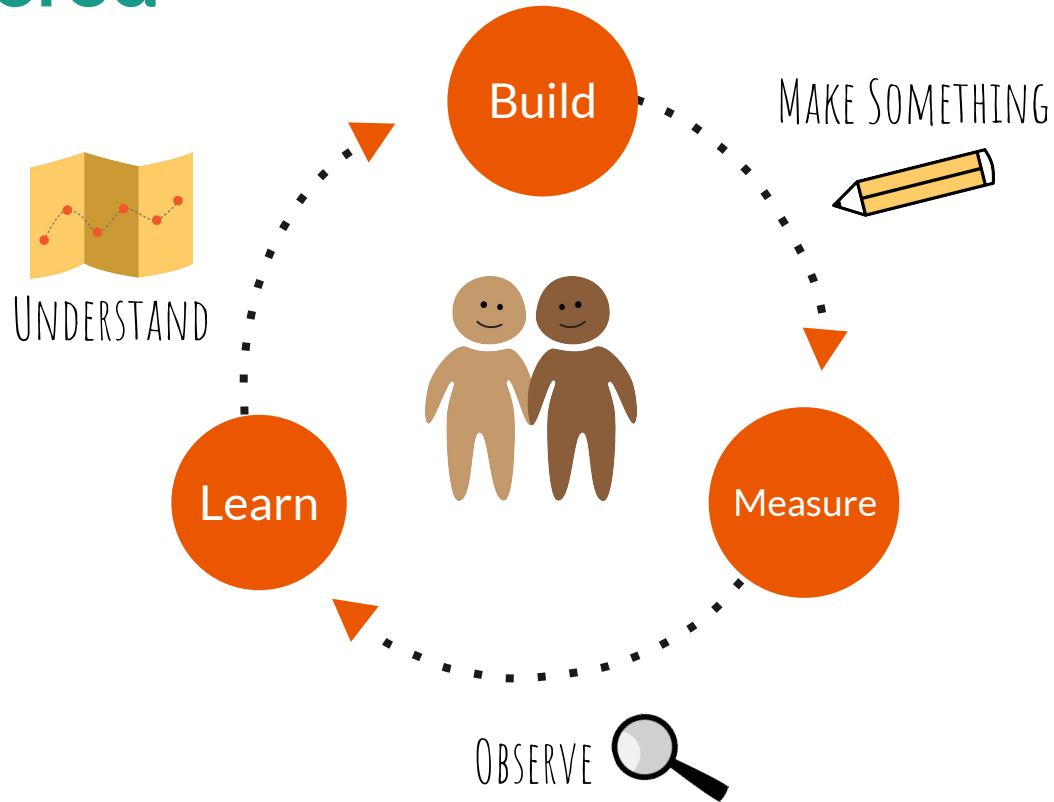 Build
MAKE SOMETHING
UNDERSTAND
Learn
Measure
OBSERVE